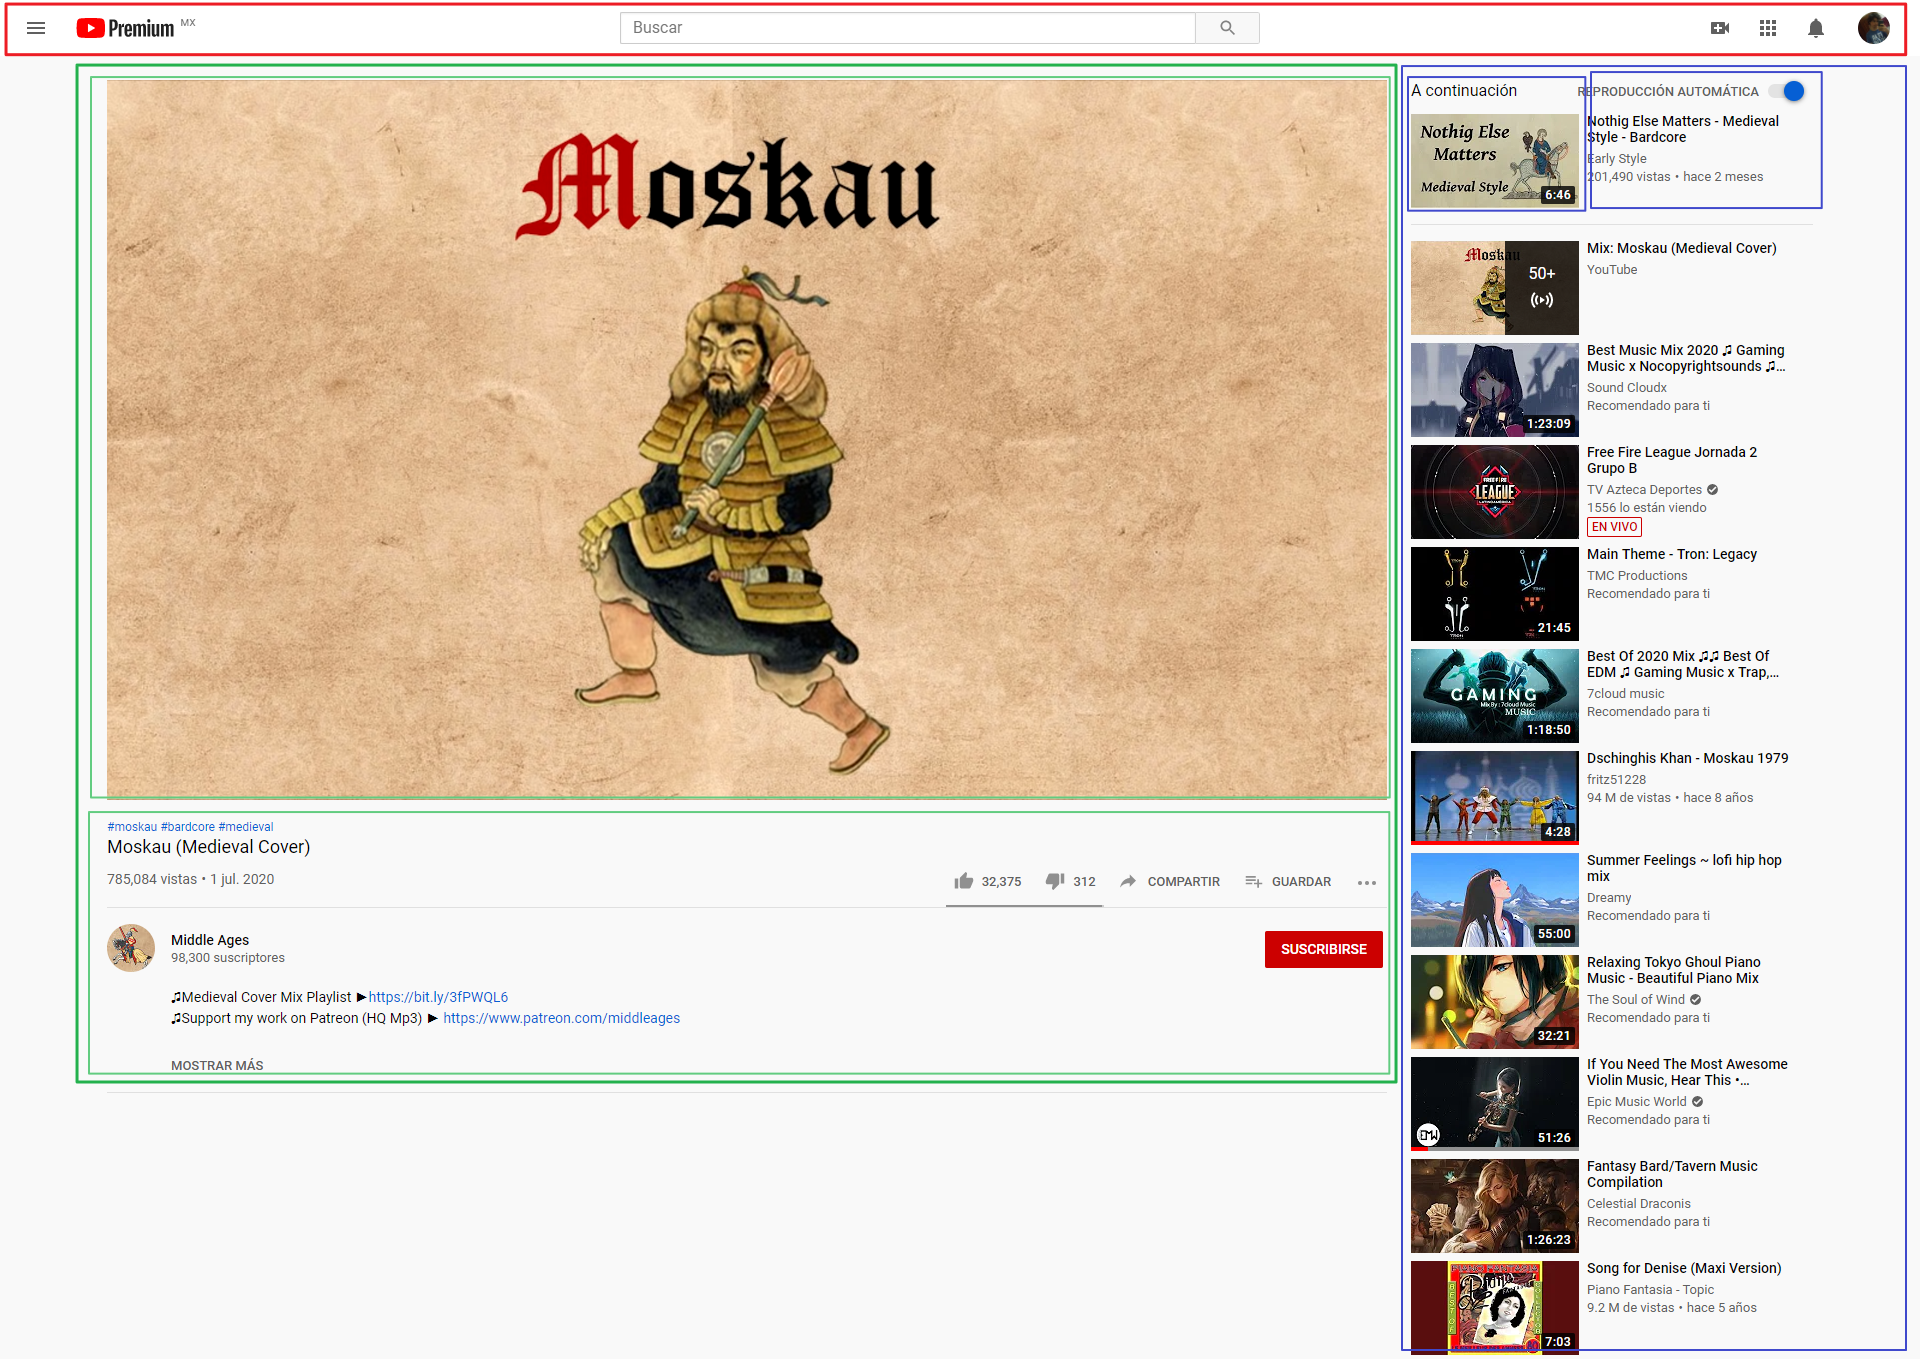 Premium MX
Buscar
Moskau
#moskau #bardcore #medieval
Moskau (Medieval Cover)
785,084 vistas • 1 jul. 2020
32,375
312
COMPARTIR
GUARDAR
Middle Ages
98,300 suscriptores
SUSCRIBIRSE
♫Medieval Cover Mix Playlist ►https://bit.ly/3fPWQL6
♫Support my work on Patreon (HQ Mp3) ► https://www.patreon.com/middleages
MOSTRAR MÁS
A continuación
REPRODUCCIÓN AUTOMÁTICA
Nothig Else
Matters
Medieval Style
6:46
Nothig Else Matters - Medieval
Style - Bardcore
Early Style
201,490 vistas • hace 2 meses
Moskau
50+
Mix: Moskau (Medieval Cover)
YouTube
1:23:09
Best Music Mix 2020 ♫ Gaming
Music x Nocopyrightsounds ♫...
Sound Cloudx
Recomendado para ti
FREE FIRE
LEAGUE
LATINOAMERICA
Free Fire League Jornada 2
Grupo B
TV Azteca Deportes
1556 lo están viendo
EN VIVO
21:45
Main Theme - Tron: Legacy
TMC Productions
Recomendado para ti
GAMING
Mix By : 7cloud Music
MUSIC
1:18:50
Best Of 2020 Mix ♫♫ Best Of
EDM ♫ Gaming Music x Trap,...
7cloud music
Recomendado para ti
4:28
Dschinghis Khan - Moskau 1979
fritz51228
94 M de vistas • hace 8 años
55:00
Summer Feelings ~ lofi hip hop
mix
Dreamy
Recomendado para ti
32:21
Relaxing Tokyo Ghoul Piano
Music - Beautiful Piano Mix
The Soul of Wind
Recomendado para ti
EMW
51:26
If You Need The Most Awesome
Violin Music, Hear This •...
Epic Music World
Recomendado para ti
1:26:23
Fantasy Bard/Tavern Music
Compilation
Celestial Draconis
Recomendado para ti
PIANO FANTASIA
7:03
Song for Denise (Maxi Version)
Piano Fantasia - Topic
9.2 M de vistas • hace 5 años